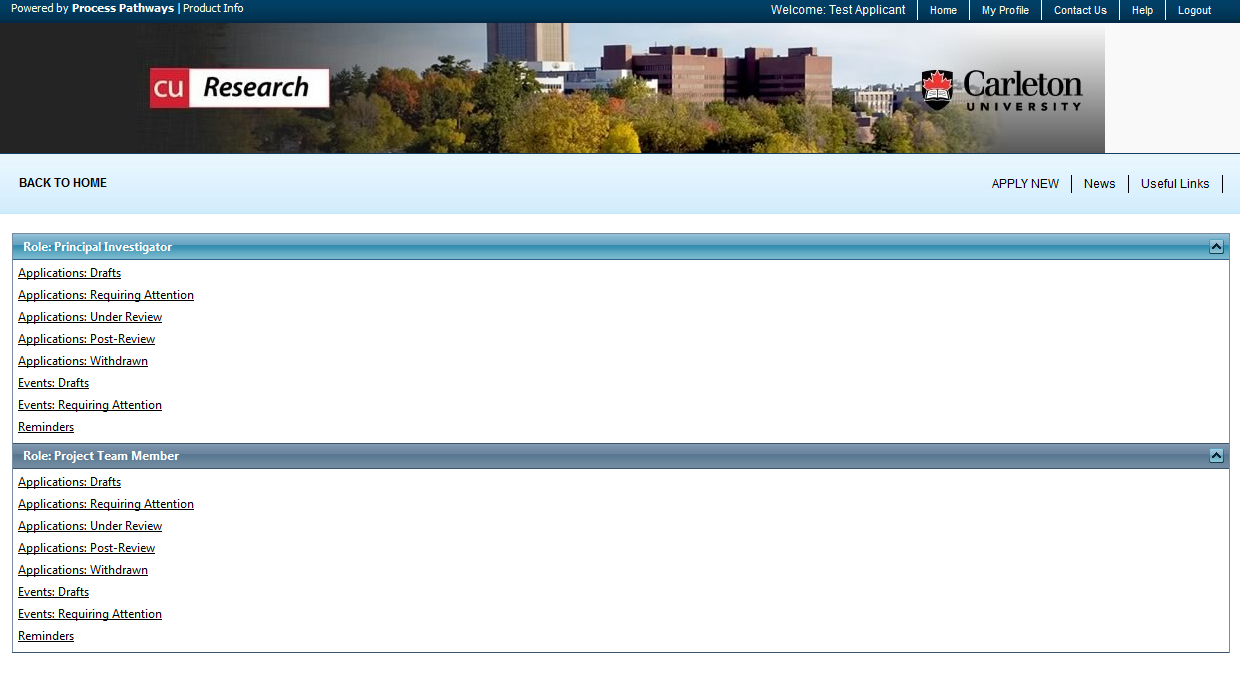 Powered by Process Pathways | Product Info
Welcome: Test Applicant
Home
My Profile
Contact Us
Help
Logout
cu Research
Carleton
UNIVERSITY
BACK TO HOME
APPLY NEW
News
Useful Links
Role: Principal Investigator
Applications: Drafts
Applications: Requiring Attention
Applications: Under Review
Applications: Post-Review
Applications: Withdrawn
Events: Drafts
Events: Requiring Attention
Reminders
Role: Project Team Member
Applications: Drafts
Applications: Requiring Attention
Applications: Under Review
Applications: Post-Review
Applications: Withdrawn
Events: Drafts
Events: Requiring Attention
Reminders